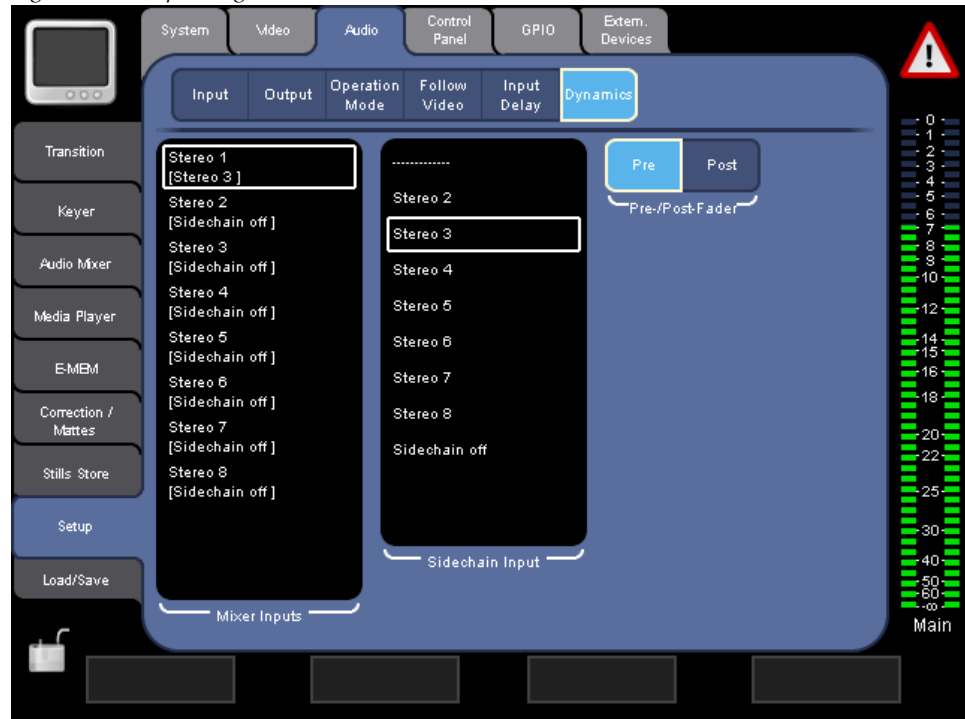 System
Video
Audio
Control
Panel
GPIO
Extern.
Devices
Input
Output
Operation
Mode
Follow
Video
Input
Delay
Dynamics
Transition
Keyer
Audio Mixer
Media Player
E-MEM
Correction /
Mattes
Stills Store
Setup
Load/Save
Stereo 1
[Stereo 3 ]
Stereo 2
[Sidechain off ]
Stereo 3
[Sidechain off ]
Stereo 4
[Sidechain off ]
Stereo 5
[Sidechain off ]
Stereo 6
[Sidechain off ]
Stereo 7
[Sidechain off ]
Stereo 8
[Sidechain off ]
Mixer Inputs
-------------
Stereo 2
Stereo 3
Stereo 4
Stereo 5
Stereo 6
Stereo 7
Stereo 8
Sidechain off
Sidechain Input
Pre
Post
Pre-/Post-Fader
!
- 0 -
- 1 -
- 2 -
- 3 -
- 4 -
- 5 -
- 6 -
- 7 -
- 8 -
- 9 -
-10 -
-12 -
-14 -
-15 -
-16 -
-18 -
-20-
-22-
-25-
-30-
-40-
-50-
-60-
-∞-
Main